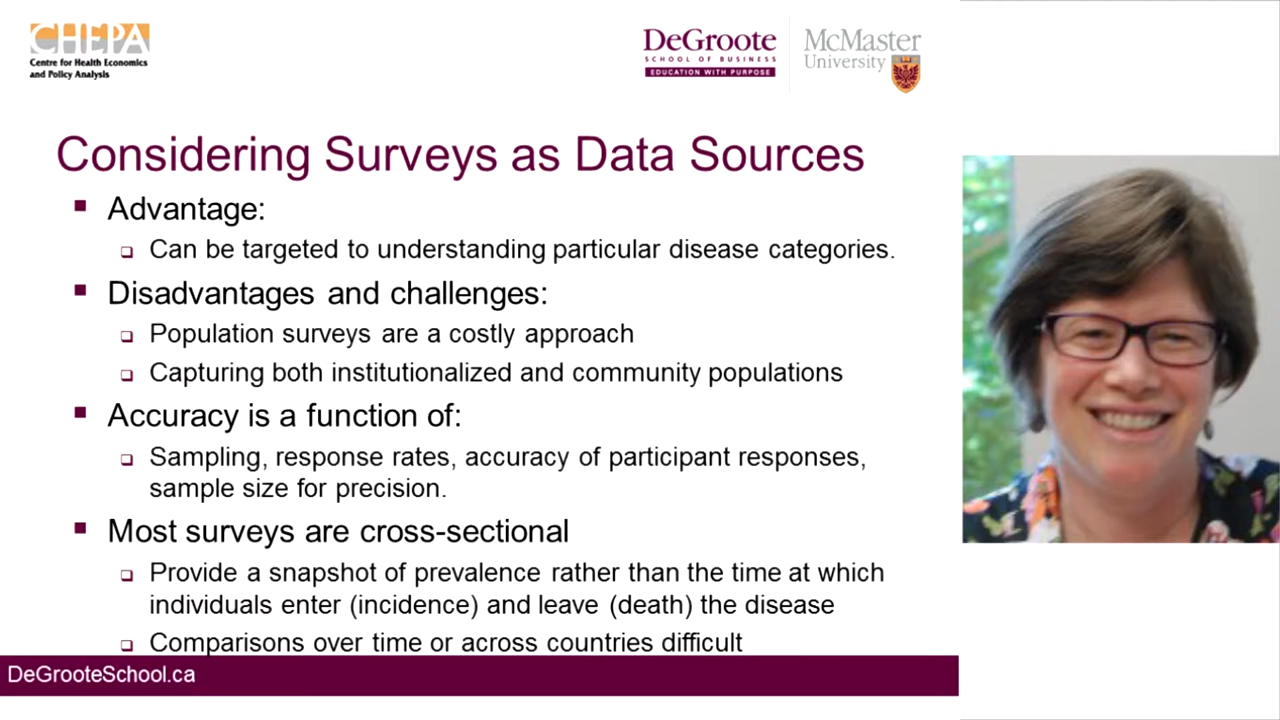 CHEPA
Centre for Health Economics
and Policy Analysis
DeGroote
SCHOOL OF BUSINESS
EDUCATION WITH PURPOSE
McMaster
University
Considering Surveys as Data Sources
Advantage:
Can be targeted to understanding particular disease categories.
Disadvantages and challenges:
Population surveys are a costly approach
Capturing both institutionalized and community populations
Accuracy is a function of:
Sampling, response rates, accuracy of participant responses,
sample size for precision.
Most surveys are cross-sectional
Provide a snapshot of prevalence rather than the time at which
individuals enter (incidence) and leave (death) the disease
Comparisons over time or across countries difficult
DeGrooteSchool.ca